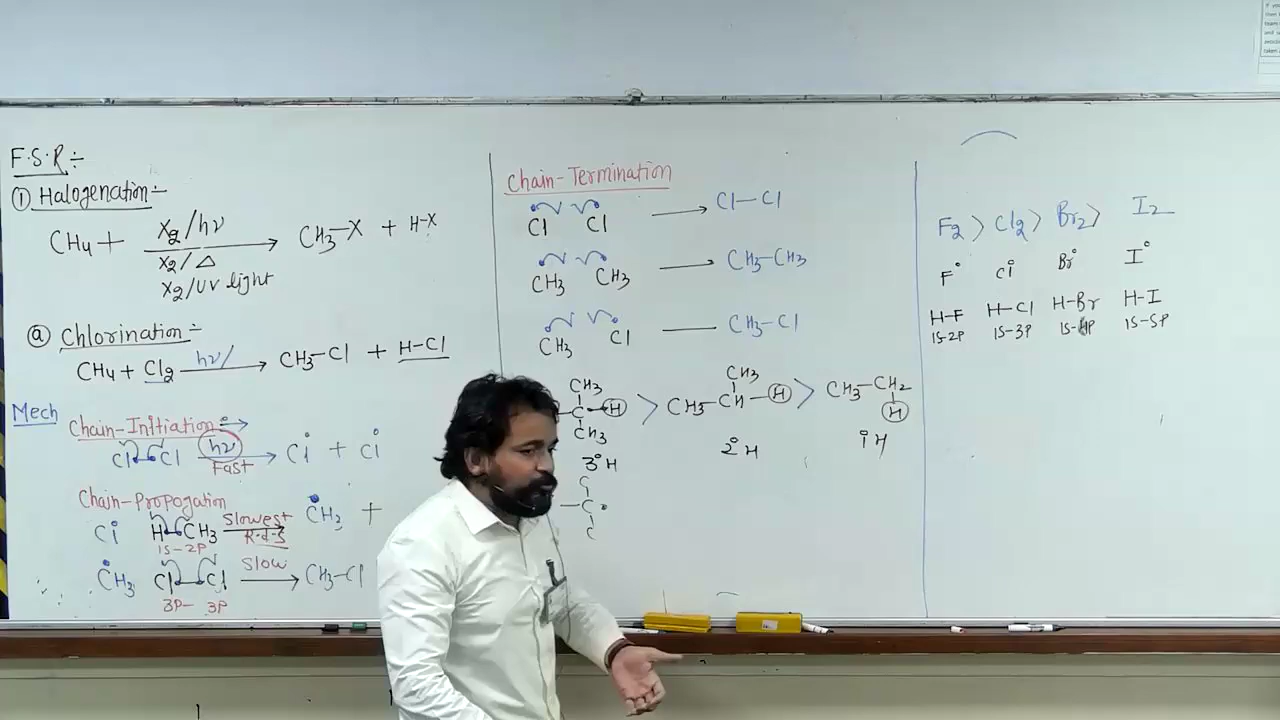 F.S.R÷
① Halogenation÷
CH4 + X2/hν → CH3–X + H–X
X2/△
X2/UV light
ⓐ Chlorination÷
CH4 + Cl2 hν/ → CH3–Cl + H–Cl
Mech
Chain-Initiation÷
Cl–Cl hν → Cl• + Cl•
Fast
Chain-Propogation
Cl• H–CH3 Slowest → •CH3 +
1S–2P R.d.S
•CH3 Cl–Cl Slow → CH3–Cl
3P– 3P
Chain-Termination
Cl Cl → Cl–Cl
CH3 CH3 → CH3–CH3
CH3 Cl — CH3–Cl
CH3
–C–H >
CH3
3° H
CH3
CH3–CH–H >
2° H
CH3–CH2
H
1° H
–C•
F2 > Cl2 > Br2 > I2
F• Cl• Br• I•
H–F H–Cl H–Br H–I
1S-2P 1S-3P 1S-4P 1S-5P